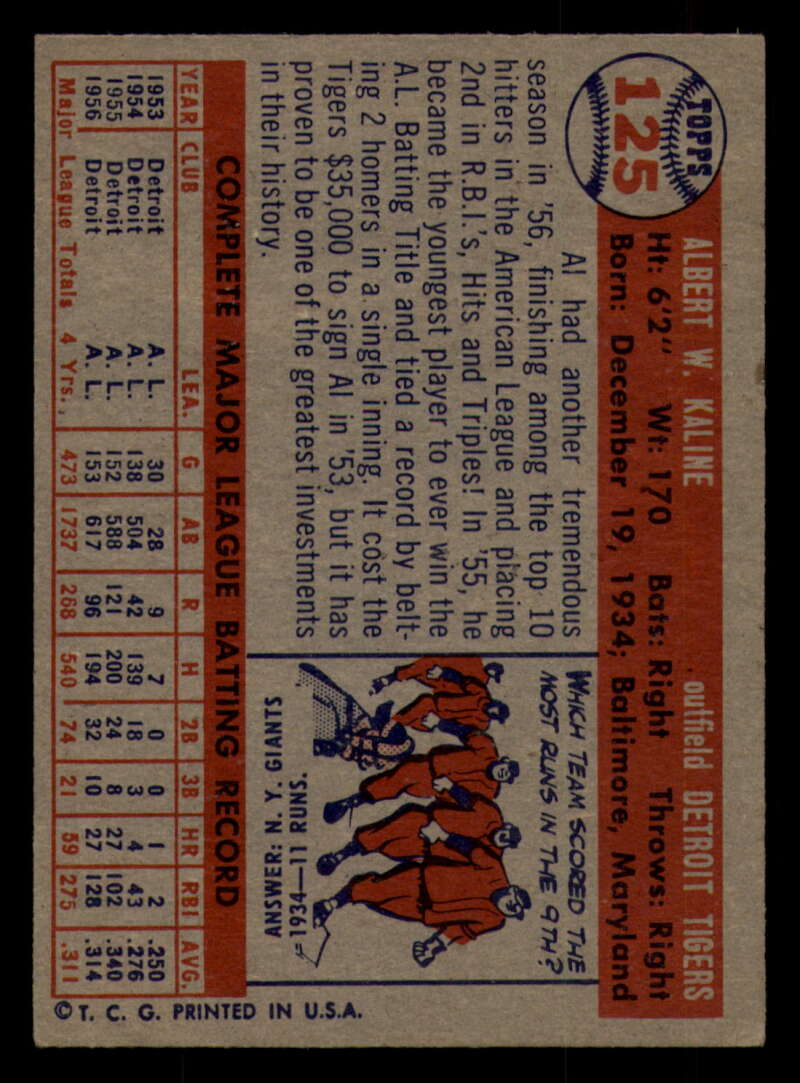 TOPPS
125
ALBERT W. KALINE outfield DETROIT TIGERS
Ht: 6'2" Wt: 170 Bats: Right Throws: Right
Born: December 19, 1934; Baltimore, Maryland
Al had another tremendous
season in '56, finishing among the top 10
hitters in the American League and placing
2nd in R.B.I.'s, Hits and Triples! In '55, he
became the youngest player to ever win the
A.L. Batting Title and tied a record by belt-
ing 2 homers in a single inning. It cost the
Tigers $35,000 to sign Al in '53, but it has
proven to be one of the greatest investments
in their history.
WHICH TEAM SCORED THE
MOST RUNS IN THE 9TH?
ANSWER: N. Y. GIANTS
1934—11 RUNS.
COMPLETE MAJOR LEAGUE BATTING RECORD
YEAR CLUB LEA. G AB R H 2B 3B HR RBI AVG.
1953 Detroit A. L. 30 28 9 7 0 0 1 2 .250
1954 Detroit A. L. 138 504 42 139 18 3 4 43 .276
1955 Detroit A. L. 152 588 121 200 24 8 27 102 .340
1956 Detroit A. L. 153 617 96 194 32 10 27 128 .314
Major League Totals 4 Yrs., 473 1737 268 540 74 21 59 275 .311
© T. C. G. PRINTED IN U.S.A.